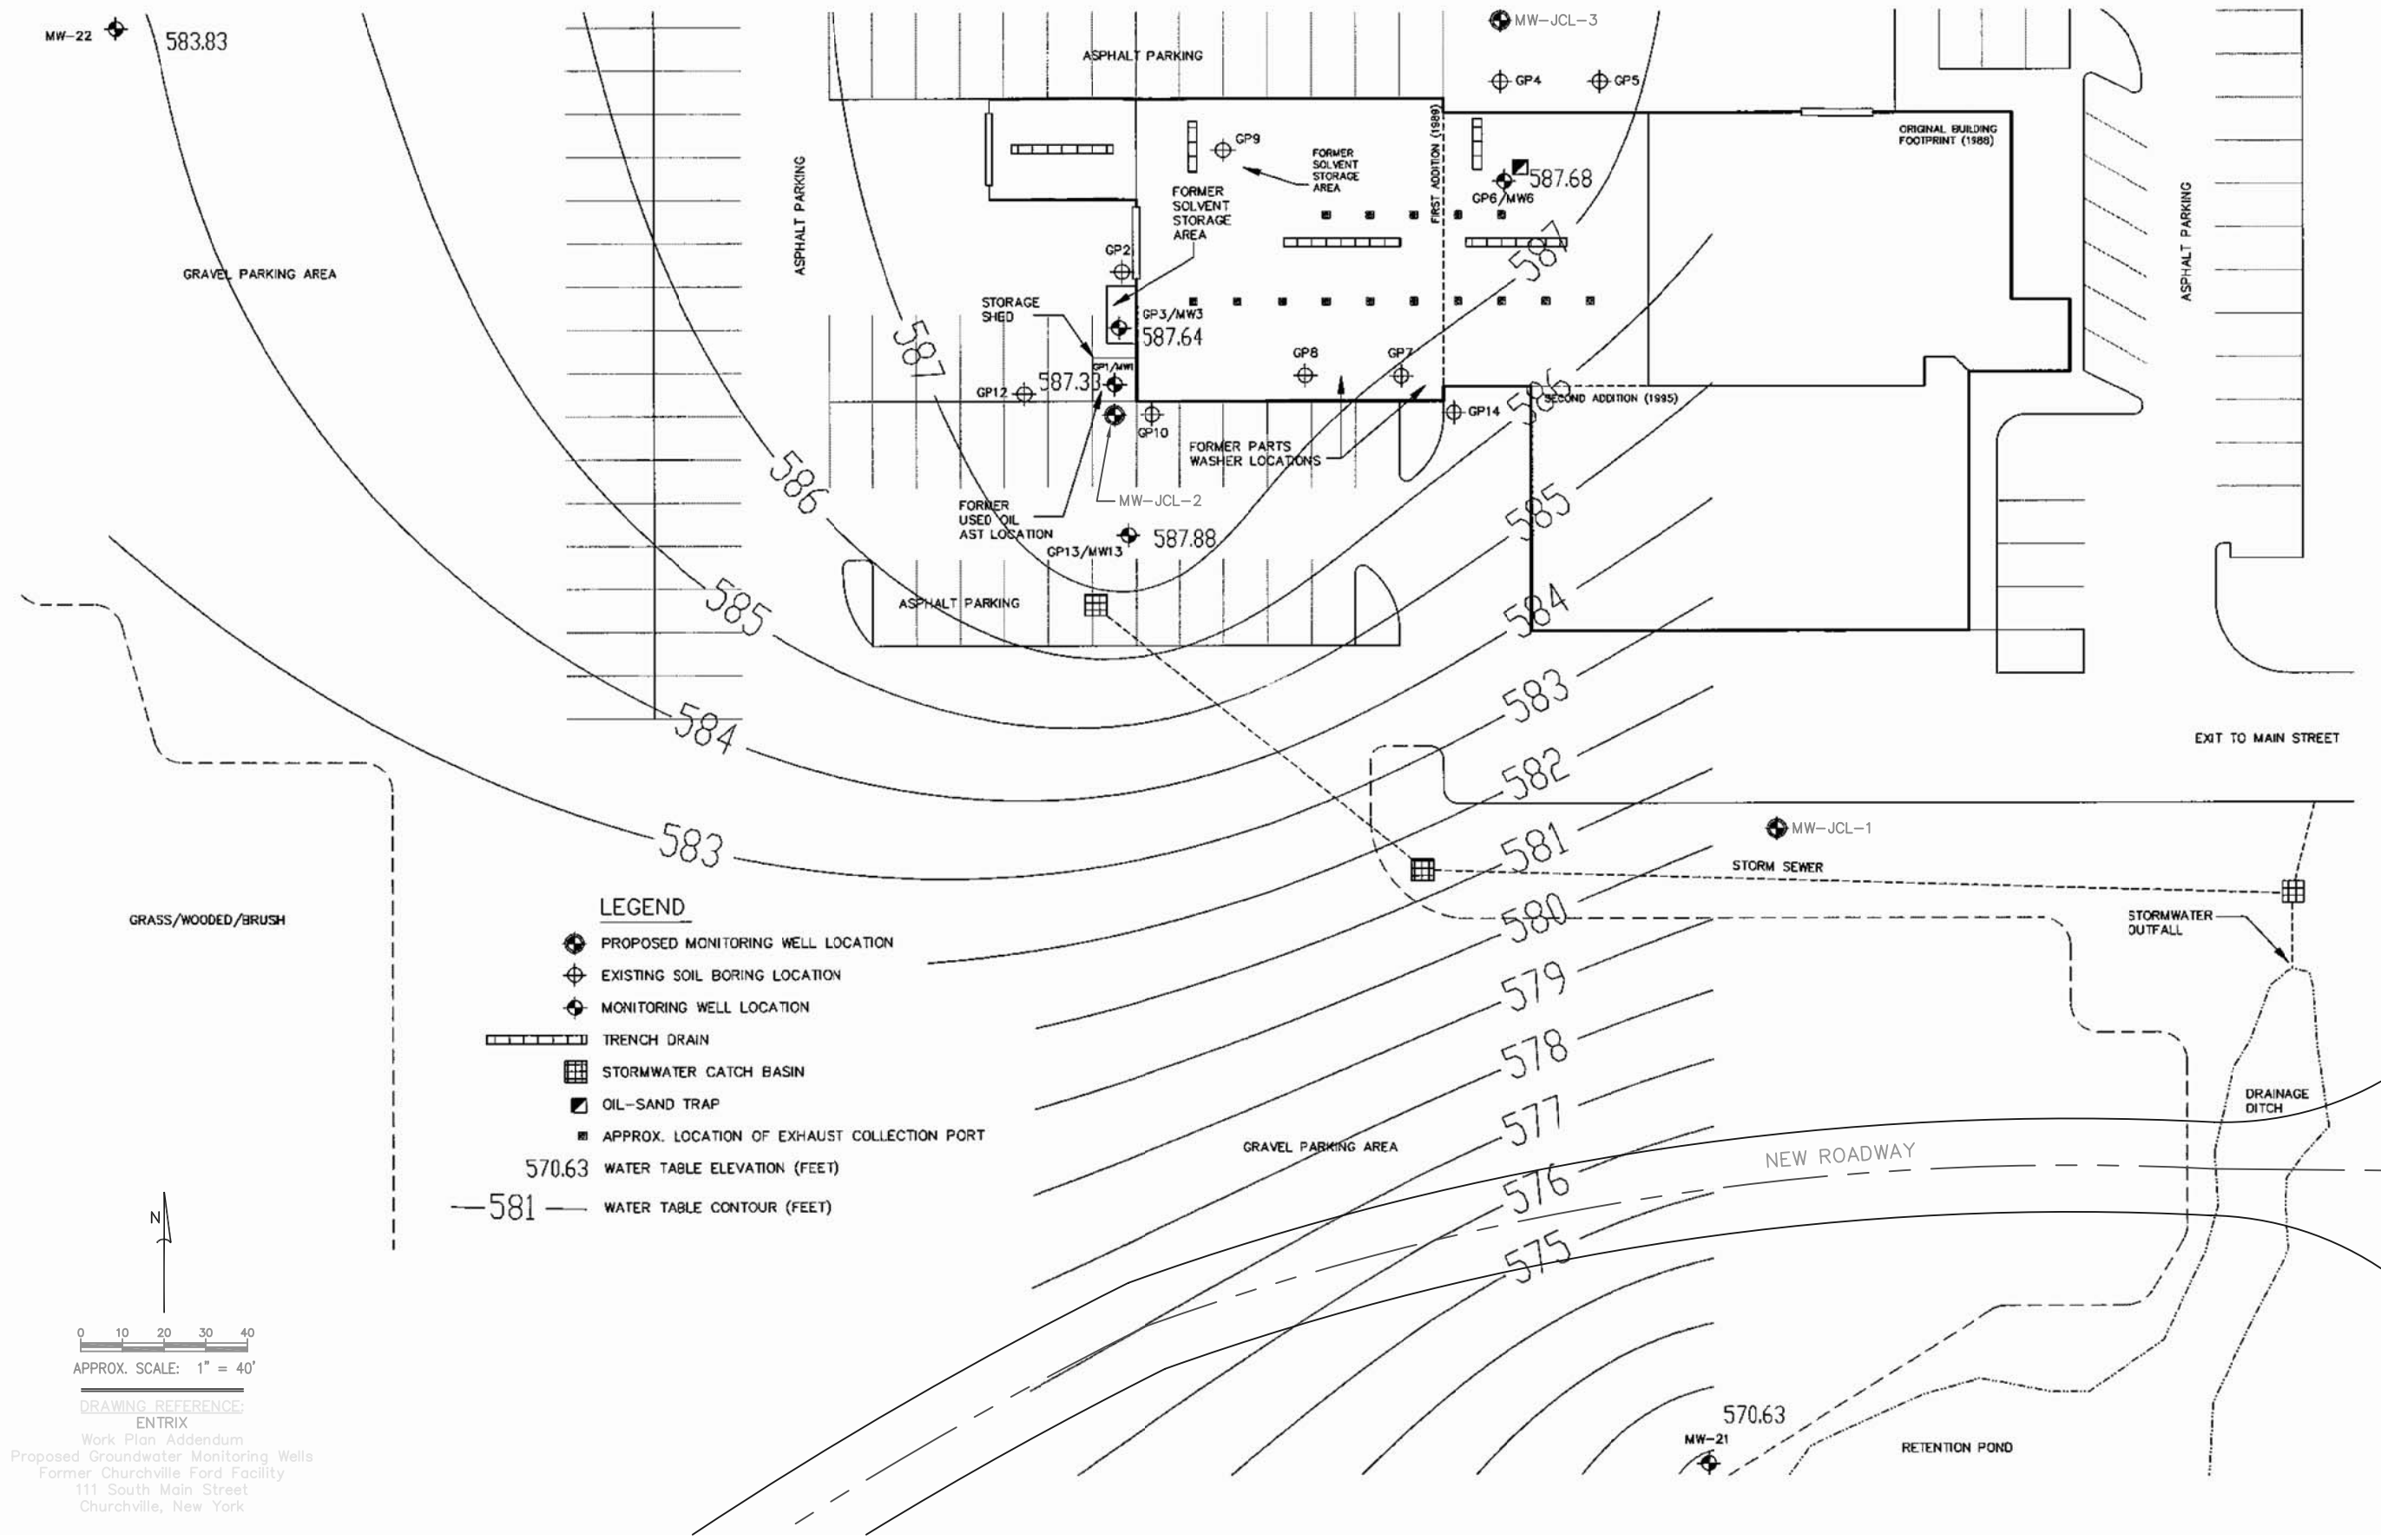 MW-22
583.83
MW-JCL-3
ASPHALT PARKING
GP4
GP5
ORIGINAL BUILDING
FOOTPRINT (1988)
GP9
FORMER
SOLVENT
STORAGE
AREA
FIRST ADDITION (1989)
587.68
GP6/MW6
FORMER
SOLVENT
STORAGE
AREA
ASPHALT PARKING
ASPHALT PARKING
GRAVEL PARKING AREA
GP2
587
STORAGE
SHED
GP3/MW3
587.64
587
GP8
GP7
GP1/MW1
587.33
GP12
586
SECOND ADDITION (1995)
GP10
GP14
FORMER PARTS
WASHER LOCATIONS
586
MW-JCL-2
FORMER
USED OIL
AST LOCATION
585
587.88
GP13/MW13
585
ASPHALT PARKING
584
584
583
EXIT TO MAIN STREET
582
MW-JCL-1
583
581
STORM SEWER
GRASS/WOODED/BRUSH
580
STORMWATER
OUTFALL
LEGEND
PROPOSED MONITORING WELL LOCATION
EXISTING SOIL BORING LOCATION
MONITORING WELL LOCATION
TRENCH DRAIN
STORMWATER CATCH BASIN
OIL-SAND TRAP
APPROX. LOCATION OF EXHAUST COLLECTION PORT
570.63 WATER TABLE ELEVATION (FEET)
581 WATER TABLE CONTOUR (FEET)
579
578
577
DRAINAGE
DITCH
GRAVEL PARKING AREA
NEW ROADWAY
576
575
N
0 10 20 30 40
APPROX. SCALE: 1" = 40'
DRAWING REFERENCE:
ENTRIX
Work Plan Addendum
Proposed Groundwater Monitoring Wells
Former Churchville Ford Facility
111 South Main Street
Churchville, New York
570.63
MW-21
RETENTION POND